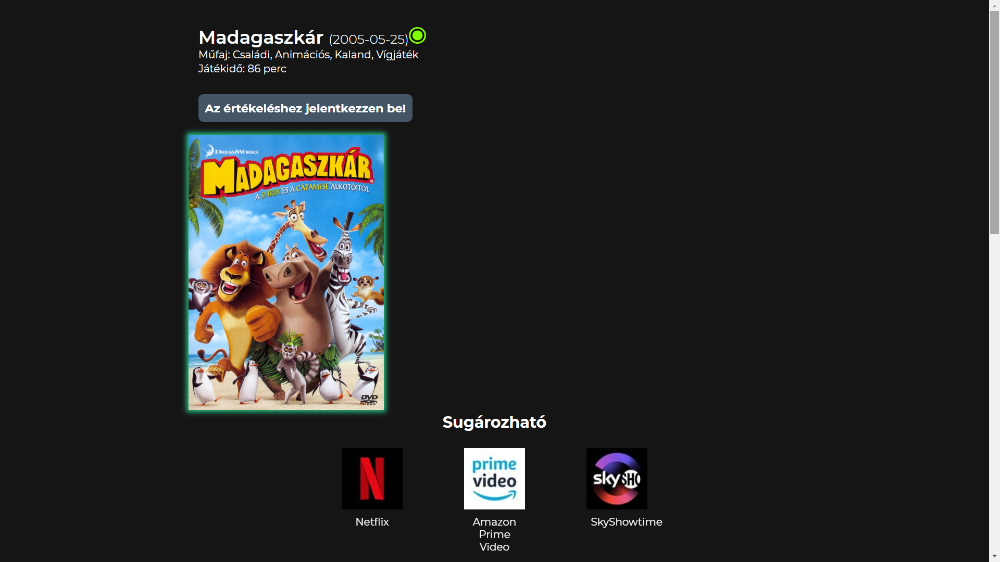 Madagaszkár (2005-05-25)
Műfaj: Családi, Animációs, Kaland, Vígjáték
Játékidő: 86 perc
Az értékeléshez jelentkezzen be!
DREAMWORKS
MADAGASZKÁR
A SHREK ÉS A CÁPAMESE ALKOTÓITÓL
DVD
VIDEO
Sugározható
N
prime
video
sky SHO
Netflix
Amazon
Prime
Video
SkyShowtime